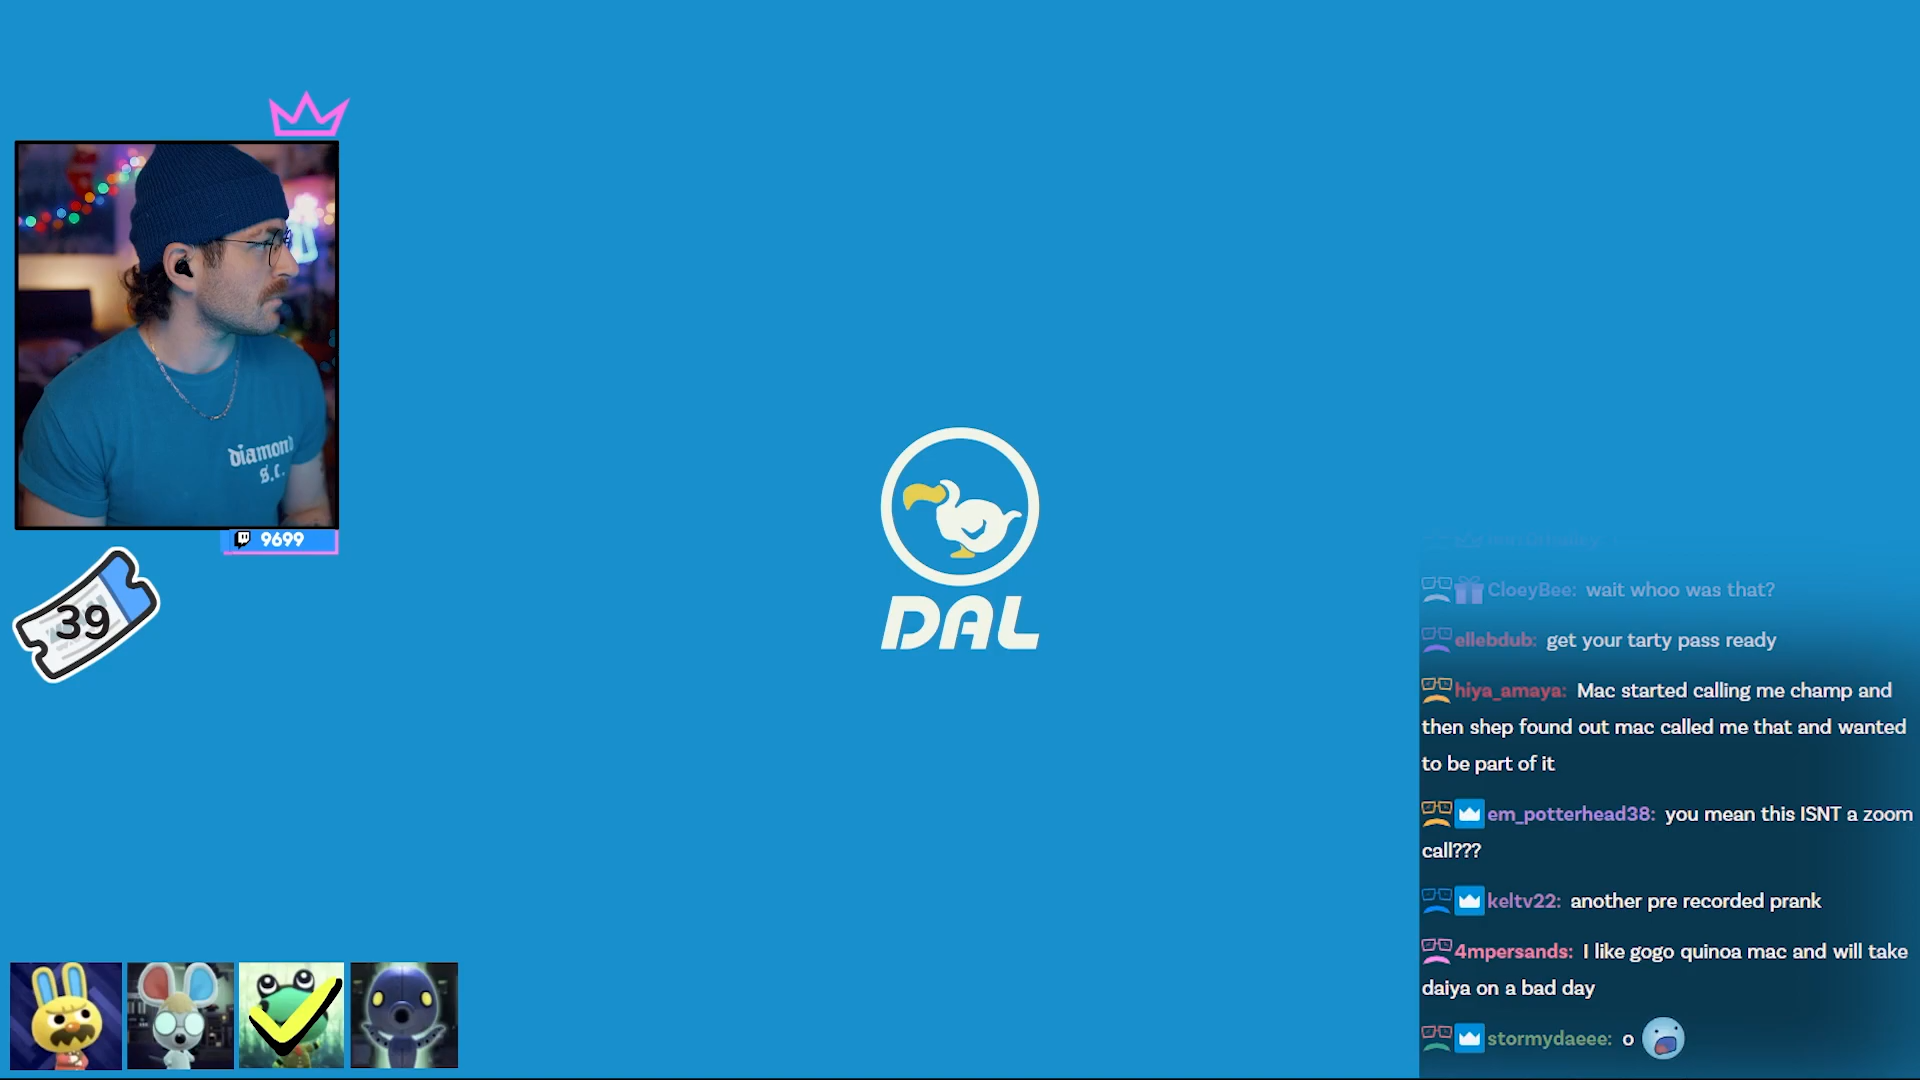 diamond
s.c.
9699
39
DAL
CloeyBee: wait whoo was that?
ellebdub: get your tarty pass ready
hiya_amaya: Mac started calling me champ and
then shep found out mac called me that and wanted
to be part of it
em_potterhead38: you mean this ISNT a zoom
call???
keltv22: another pre recorded prank
4mpersands: I like gogo quinoa mac and will take
daiya on a bad day
stormydaeee: o